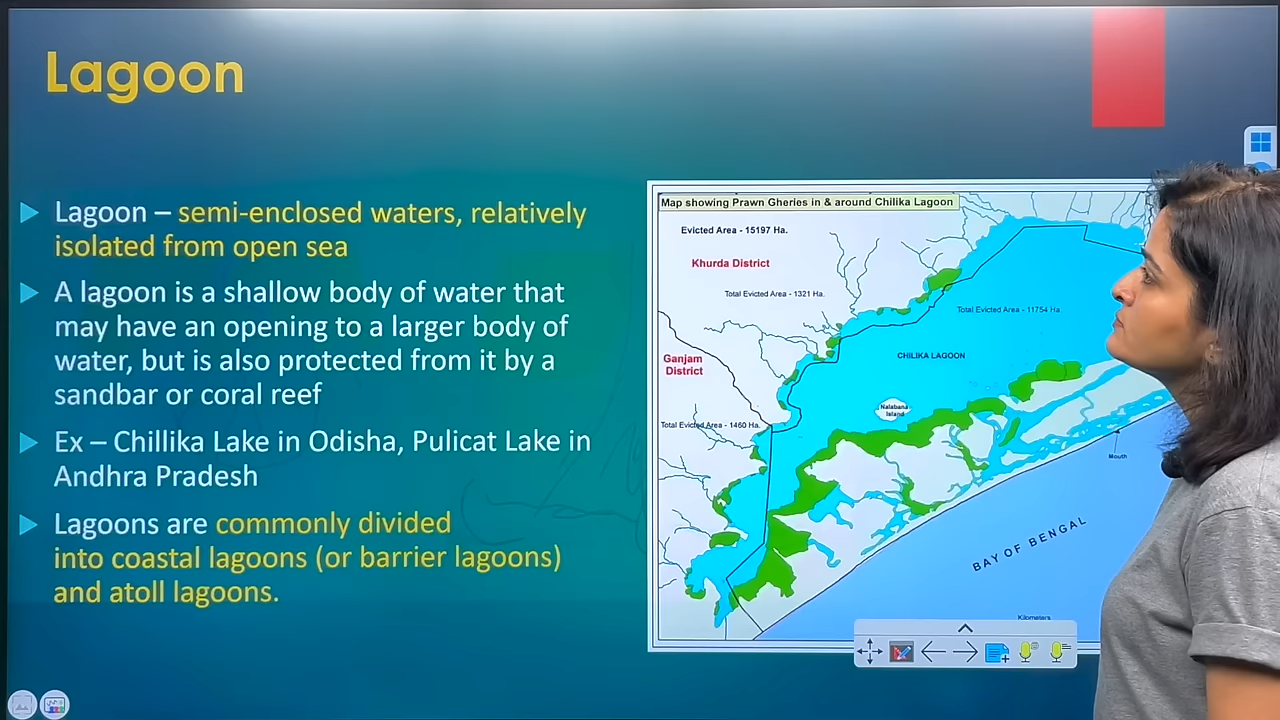 Lagoon
Lagoon – semi-enclosed waters, relatively
isolated from open sea
A lagoon is a shallow body of water that
may have an opening to a larger body of
water, but is also protected from it by a
sandbar or coral reef
Ex – Chillika Lake in Odisha, Pulicat Lake in
Andhra Pradesh
Lagoons are commonly divided
into coastal lagoons (or barrier lagoons)
and atoll lagoons.
Map showing Prawn Gheries in & around Chilika Lagoon
Evicted Area - 15197 Ha.
Khurda District
Total Evicted Area - 1321 Ha.
Total Evicted Area - 11754 Ha
CHILIKA LAGOON
Ganjam
District
Nalabana
Island
Total Evicted Area - 1460 Ha.
Mouth
BAY OF BENGAL
Kilometers